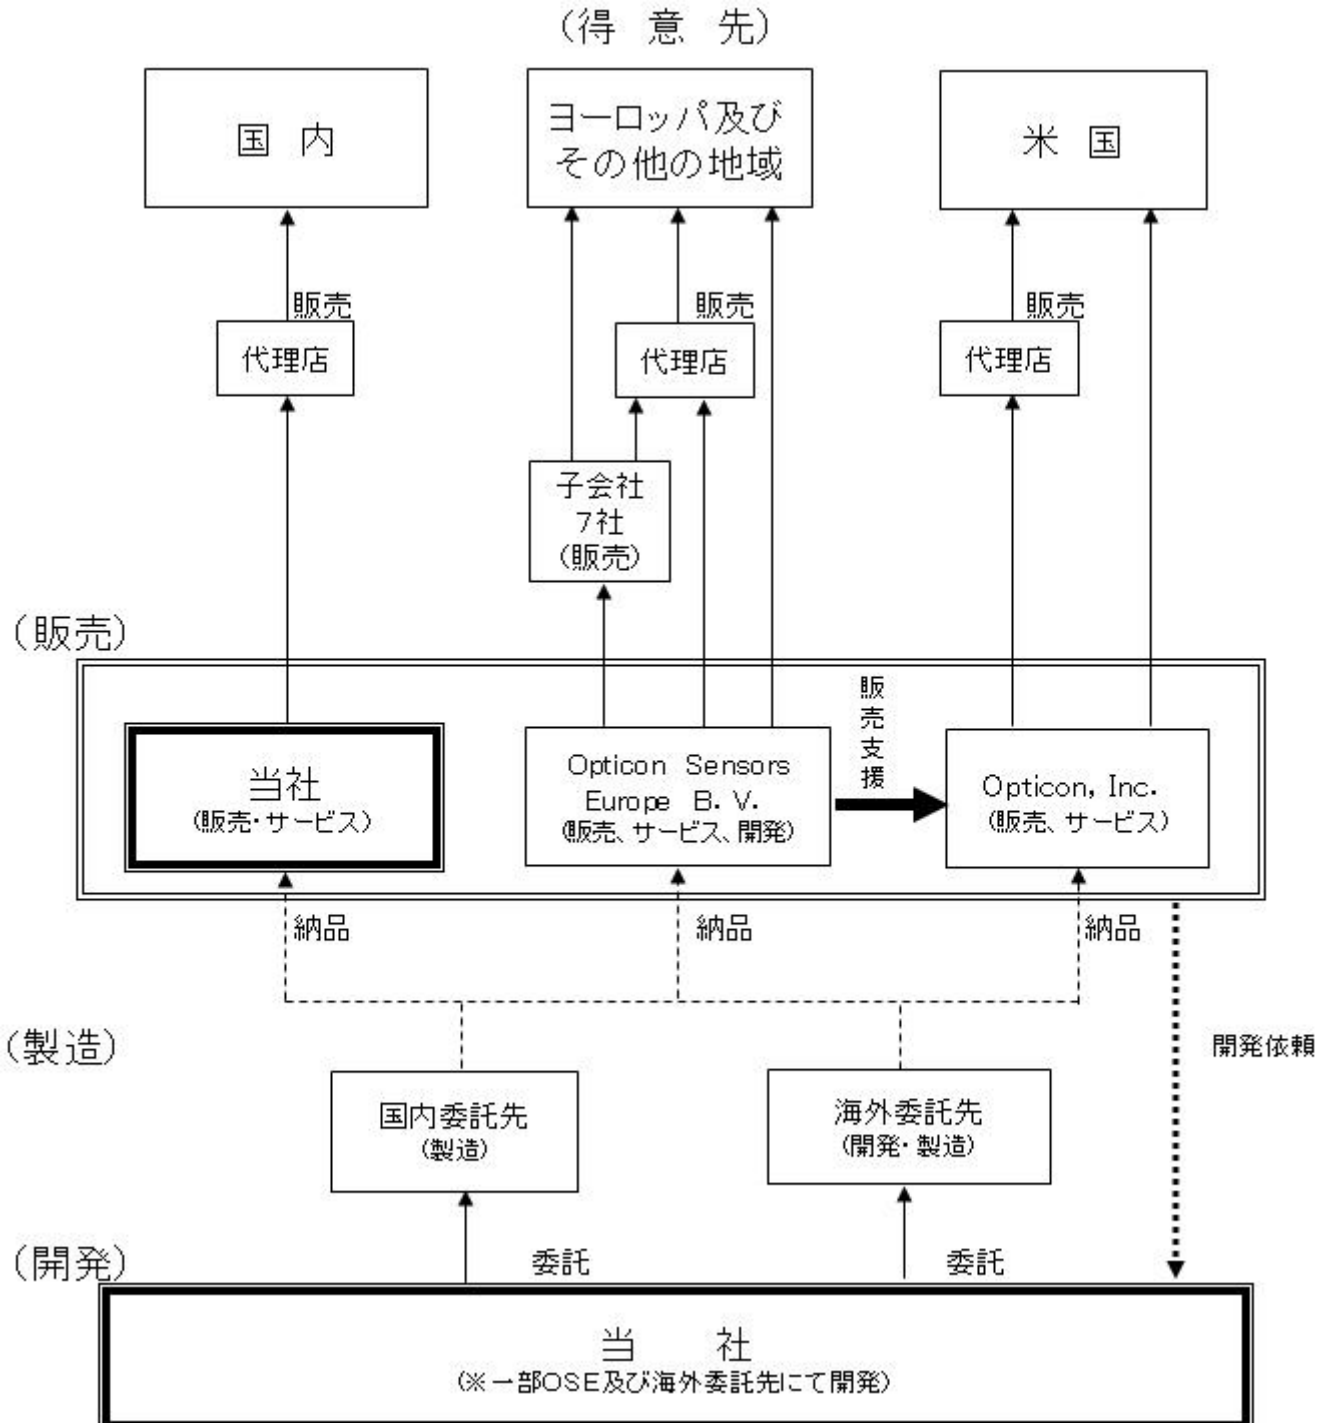 (得 意 先)
国 内
ヨーロッパ及び
その他の地域
米 国
販売
販売
販売
代理店
代理店
代理店
子会社
7社
(販売)
(販売)
販売支援
当社
(販売・サービス)
Opticon Sensors
Europe B. V.
(販売、サービス、開発)
Opticon, Inc.
(販売、サービス)
納品
納品
納品
(製造)
開発依頼
国内委託先
(製造)
海外委託先
(開発・製造)
(開発)
委託
委託
当 社
(※一部OSE及び海外委託先にて開発)